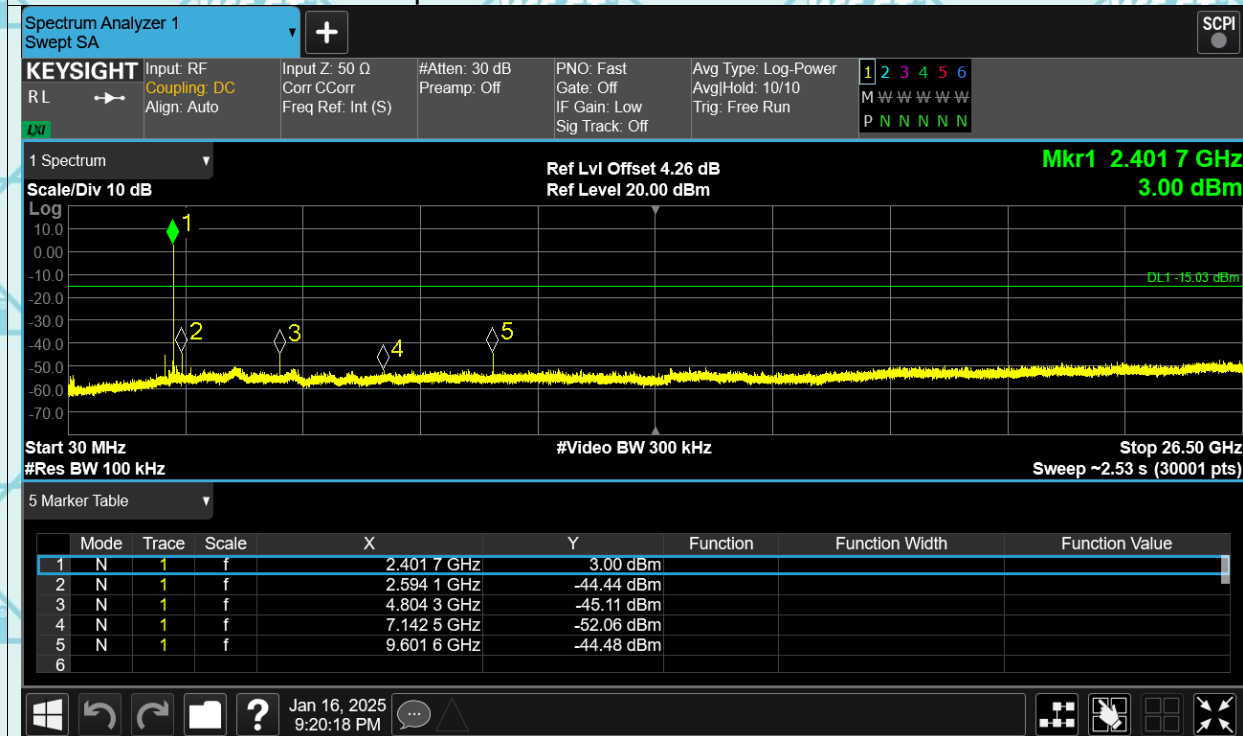 Spectrum Analyzer 1
Swept SA
+
SCPI
KEYSIGHT
RL
LXI
Input: RF
Coupling: DC
Align: Auto
Input Z: 50 Ω
Corr CCorr
Freq Ref: Int (S)
#Atten: 30 dB
Preamp: Off
PNO: Fast
Gate: Off
IF Gain: Low
Sig Track: Off
Avg Type: Log-Power
Avg|Hold: 10/10
Trig: Free Run
1 2 3 4 5 6
M W W W W W W
P N N N N N N
1 Spectrum
Scale/Div 10 dB
Ref Lvl Offset 4.26 dB
Ref Level 20.00 dBm
Mkr1 2.401 7 GHz
3.00 dBm
Log
10.0
0.00
-10.0
-20.0
-30.0
-40.0
-50.0
-60.0
-70.0
1
2
3
4
5
DL1 -15.03 dBm
Start 30 MHz
#Video BW 300 kHz
Stop 26.50 GHz
#Res BW 100 kHz
Sweep ~2.53 s (30001 pts)
5 Marker Table
Mode Trace Scale X Y Function Function Width Function Value
1 N 1 f 2.401 7 GHz 3.00 dBm
2 N 1 f 2.594 1 GHz -44.44 dBm
3 N 1 f 4.804 3 GHz -45.11 dBm
4 N 1 f 7.142 5 GHz -52.06 dBm
5 N 1 f 9.601 6 GHz -44.48 dBm
6
?
Jan 16, 2025
9:20:18 PM